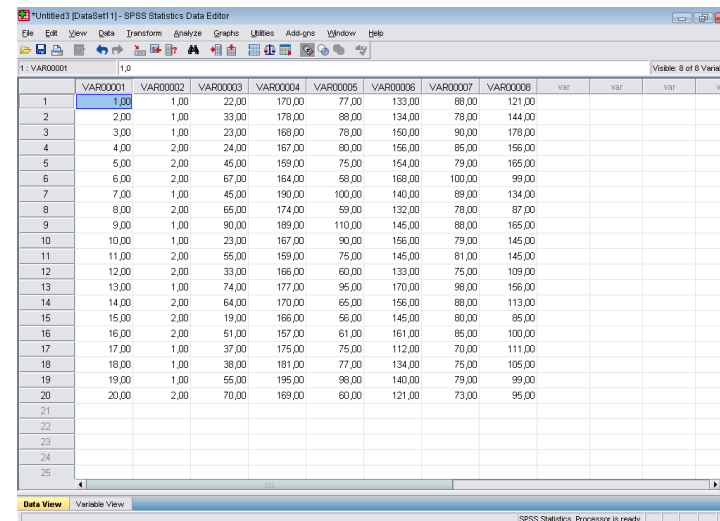 *Untitled3 [DataSet11] - SPSS Statistics Data Editor
File Edit View Data Transform Analyze Graphs Utilities Add-ons Window Help
1 : VAR00001 1,0 Visible: 8 of 8 Varial
VAR00001 VAR00002 VAR00003 VAR00004 VAR00005 VAR00006 VAR00007 VAR00008 var var var v
1 1,00 1,00 22,00 170,00 77,00 133,00 88,00 121,00
2 2,00 1,00 33,00 178,00 88,00 134,00 78,00 144,00
3 3,00 1,00 23,00 168,00 78,00 150,00 90,00 178,00
4 4,00 2,00 24,00 167,00 80,00 156,00 85,00 156,00
5 5,00 2,00 45,00 159,00 75,00 154,00 79,00 165,00
6 6,00 2,00 67,00 164,00 58,00 168,00 100,00 99,00
7 7,00 1,00 45,00 190,00 100,00 140,00 89,00 134,00
8 8,00 2,00 65,00 174,00 59,00 132,00 78,00 87,00
9 9,00 1,00 90,00 189,00 110,00 145,00 88,00 165,00
10 10,00 1,00 23,00 167,00 90,00 156,00 79,00 145,00
11 11,00 2,00 55,00 159,00 75,00 145,00 81,00 145,00
12 12,00 2,00 33,00 166,00 60,00 133,00 75,00 109,00
13 13,00 1,00 74,00 177,00 95,00 170,00 98,00 156,00
14 14,00 2,00 64,00 170,00 65,00 156,00 88,00 113,00
15 15,00 2,00 19,00 166,00 56,00 145,00 80,00 85,00
16 16,00 2,00 51,00 157,00 61,00 161,00 85,00 100,00
17 17,00 1,00 37,00 175,00 75,00 112,00 70,00 111,00
18 18,00 1,00 38,00 181,00 77,00 134,00 75,00 105,00
19 19,00 1,00 55,00 195,00 98,00 140,00 79,00 99,00
20 20,00 2,00 70,00 169,00 60,00 121,00 73,00 95,00
21
22
23
24
25
Data View Variable View
SPSS Statistics Processor is ready